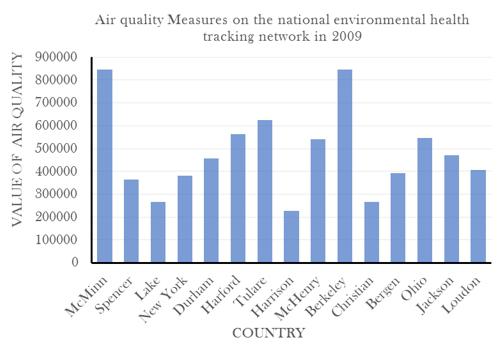 Air quality Measures on the national environmental health
tracking network in 2009
VALUE OF AIR QUALITY
900000
800000
700000
600000
500000
400000
300000
200000
100000
0
McMinn
Spencer
Lake
New York
Durham
Harford
Tulare
Harrison
McHenry
Berkeley
Christian
Bergen
Ohio
Jackson
Loudon
COUNTRY